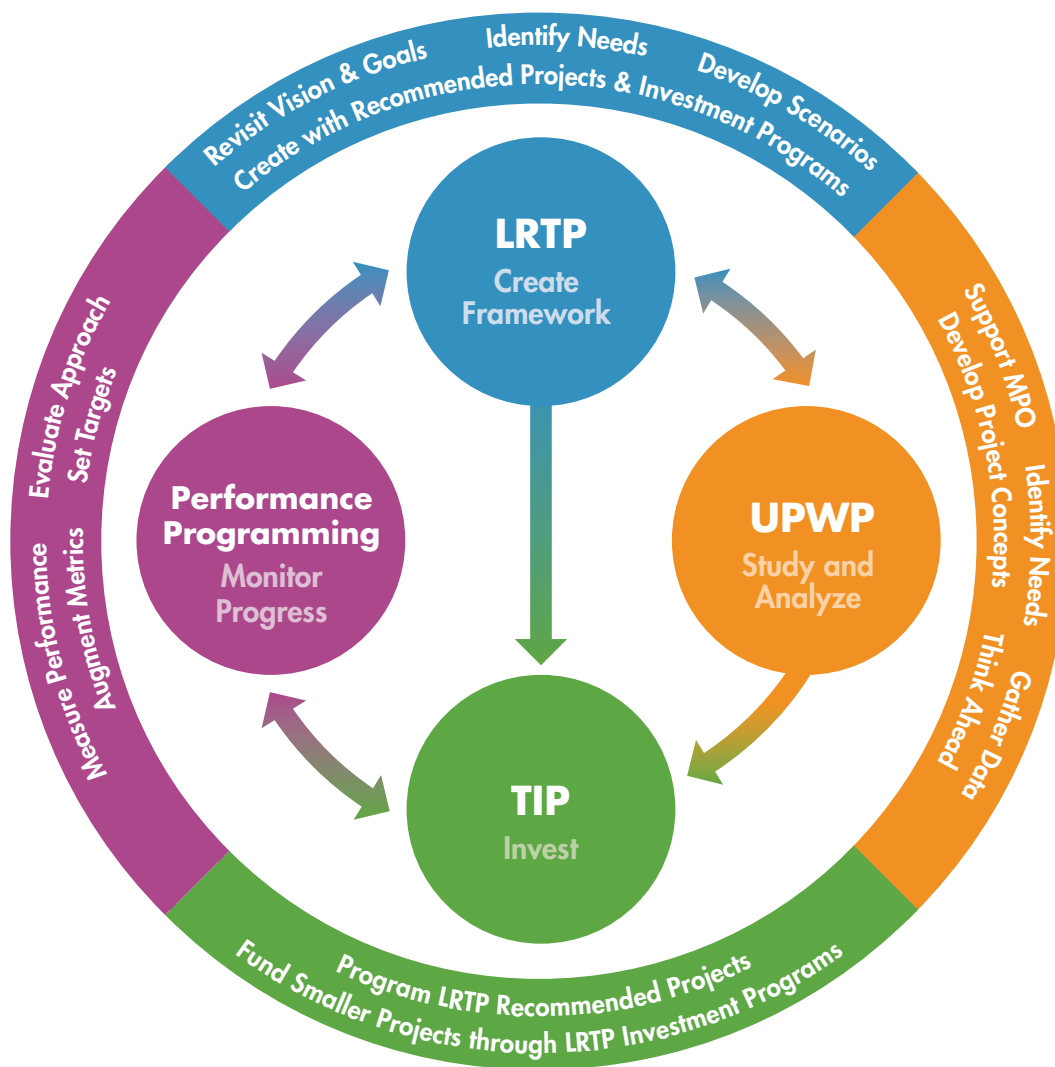 Revisit Vision & Goals
Identify Needs
Develop Scenarios
Create with Recommended Projects & Investment Programs
LRTP
Create
Framework
Evaluate Approach
Set Targets
Measure Performance
Augment Metrics
Performance
Programming
Monitor
Progress
UPWP
Study and
Analyze
Support MPO
Identify Needs
Gather Data
Develop Project Concepts
Think Ahead
TIP
Invest
Program LRTP Recommended Projects
Fund Smaller Projects through LRTP Investment Programs